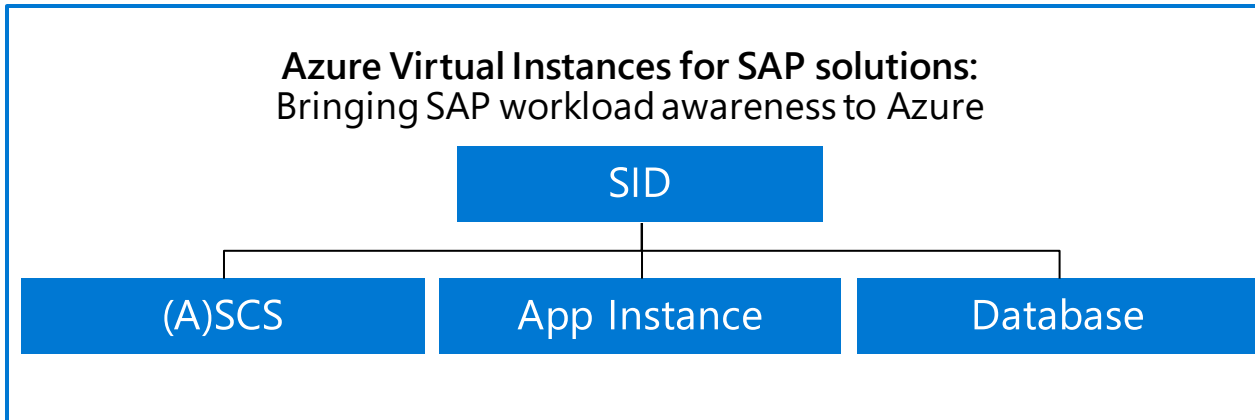 Azure Virtual Instances for SAP solutions:
Bringing SAP workload awareness to Azure
SID
(A)SCS
App Instance
Database